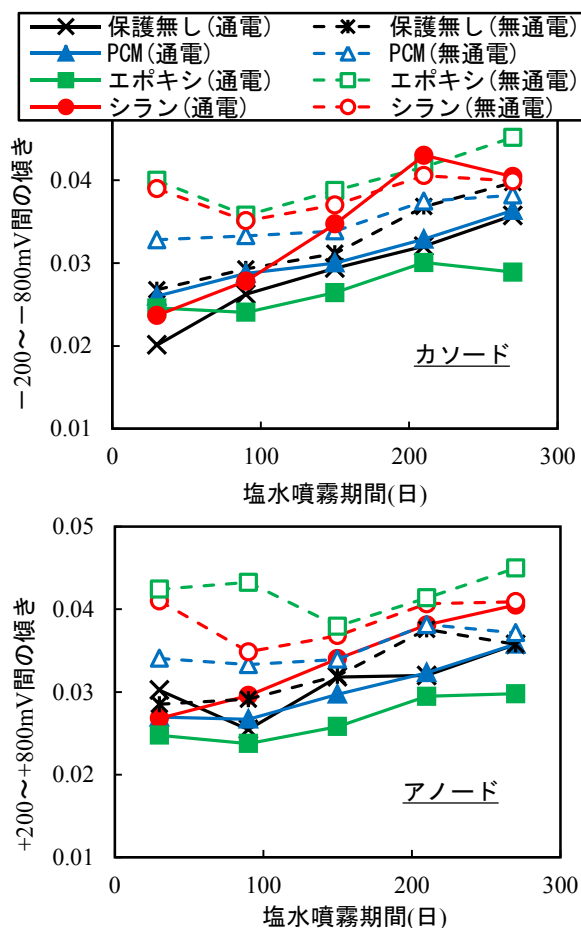 保護無し(通電) 保護無し(無通電)
PCM(通電) PCM(無通電)
エポキシ(通電) エポキシ(無通電)
シラン(通電) シラン(無通電)
－200～－800mV間の傾き
0.04
0.03
0.02
0.01
カソード
0 100 200 300
塩水噴霧期間(日)
+200～+800mV間の傾き
0.05
0.04
0.03
0.02
0.01
アノード
0 100 200 300
塩水噴霧期間(日)